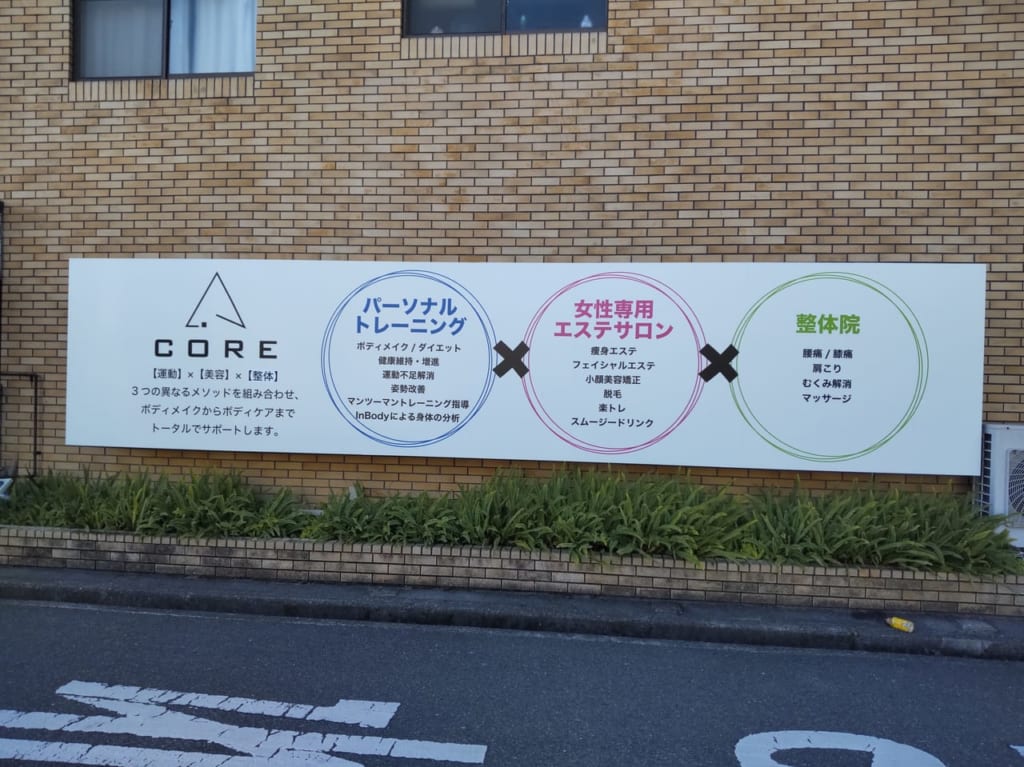 CORE
【運動】×【美容】×【整体】
３つの異なるメソッドを組み合わせ、
ボディメイクからボディケアまで
トータルでサポートします。
パーソナル
トレーニング
ボディメイク / ダイエット
健康維持・増進
運動不足解消
姿勢改善
マンツーマントレーニング指導
InBodyによる身体の分析
×
女性専用
エステサロン
痩身エステ
フェイシャルエステ
小顔美容矯正
脱毛
楽トレ
スムージードリンク
×
整体院
腰痛 / 膝痛
肩こり
むくみ解消
マッサージ